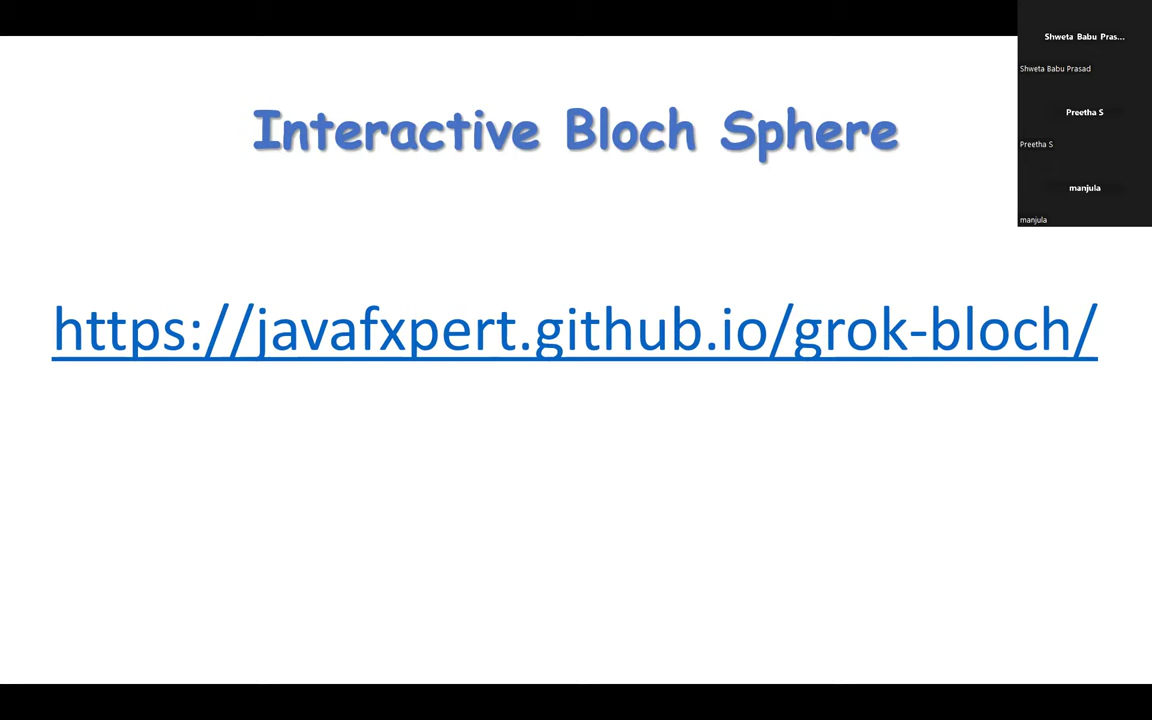 Shweta Babu Pras...
Shweta Babu Prasad
Preetha S
Preetha S
manjula
manjula
Interactive Bloch Sphere
https://javafxpert.github.io/grok-bloch/